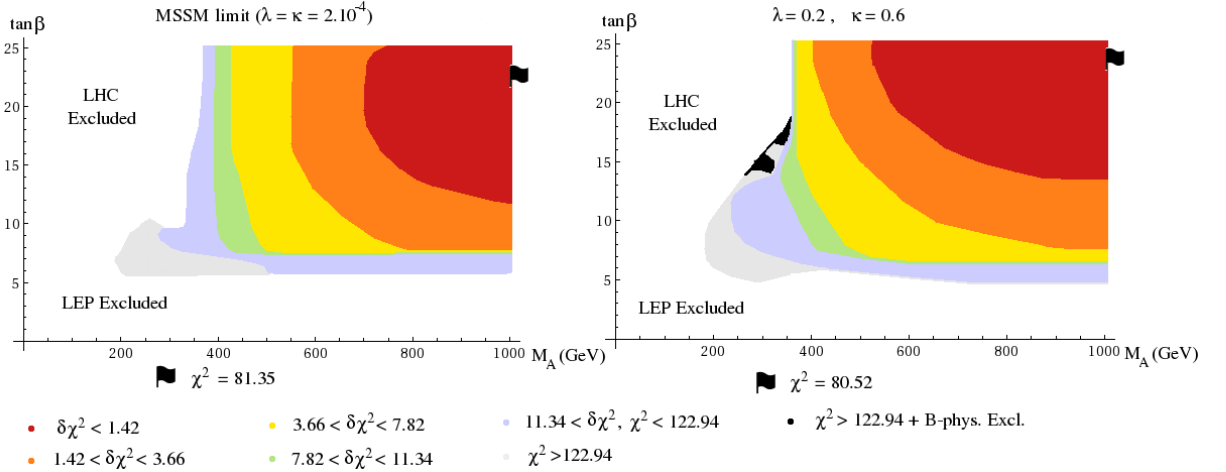 MSSM limit (λ = κ = 2.10⁻⁴)
tan β
25
20
15
10
5
LHC
Excluded
LEP Excluded
200
400
600
800
1000
M_A (GeV)
χ² = 81.35
λ = 0.2 , κ = 0.6
tan β
25
20
15
10
5
LHC
Excluded
LEP Excluded
200
400
600
800
1000
M_A (GeV)
χ² = 80.52
δχ² < 1.42
3.66 < δχ² < 7.82
11.34 < δχ² , χ² < 122.94
χ² > 122.94 + B-phys. Excl.
1.42 < δχ² < 3.66
7.82 < δχ² < 11.34
χ² >122.94